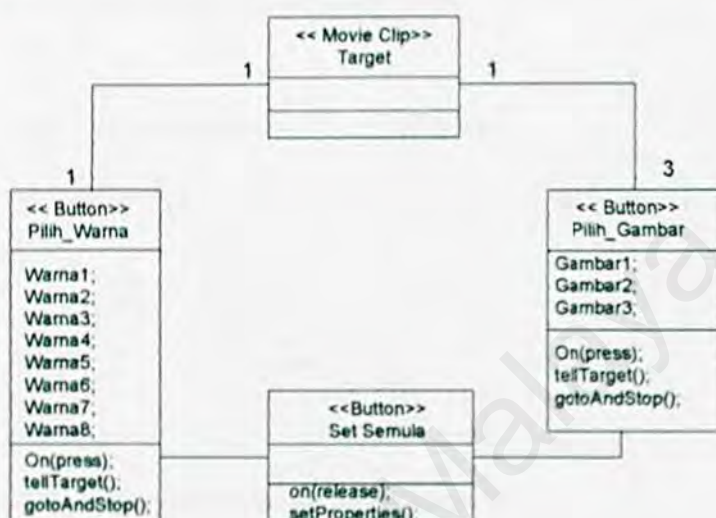 << Movie Clip>>
Target
1
1
1
3
<< Button>>
Pilih_Warna
Warna1;
Warna2;
Warna3;
Warna4;
Warna5;
Warna6;
Warna7;
Warna8;
On(press);
tellTarget();
gotoAndStop();
<<Button>>
Set Semula
on(release);
setProperties();
<< Button>>
Pilih_Gambar
Gambar1;
Gambar2;
Gambar3;
On(press);
tellTarget();
gotoAndStop();
Malaya